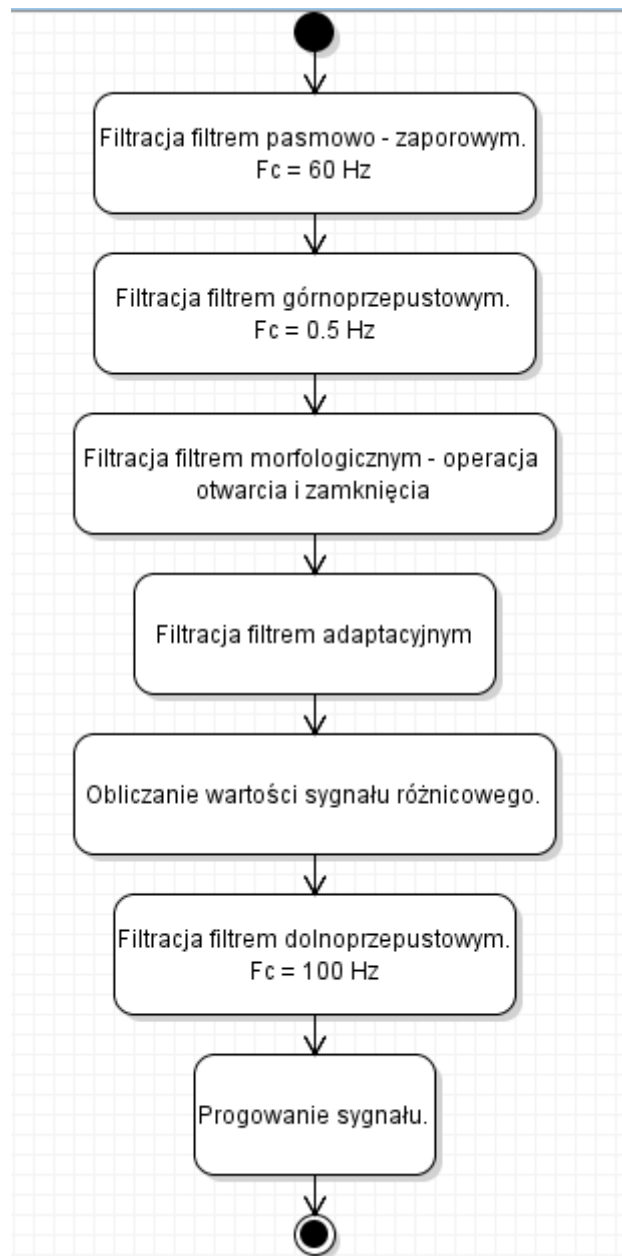 Filtracja filtrem pasmowo - zaporowym.
Fc = 60 Hz
Filtracja filtrem górnoprzepustowym.
Fc = 0.5 Hz
Filtracja filtrem morfologicznym - operacja
otwarcia i zamknięcia
Filtracja filtrem adaptacyjnym
Obliczanie wartości sygnału różnicowego.
Filtracja filtrem dolnoprzepustowym.
Fc = 100 Hz
Progowanie sygnału.